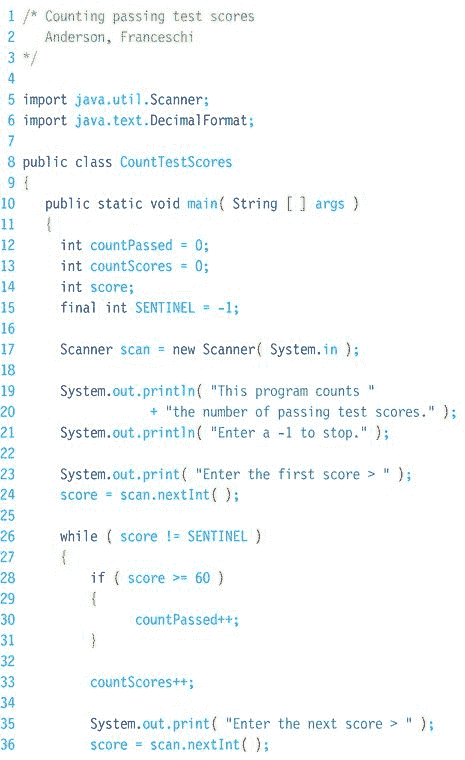 1 /* Counting passing test scores
2    Anderson, Franceschi
3 */
4
5 import java.util.Scanner;
6 import java.text.DecimalFormat;
7
8 public class CountTestScores
9 {
10   public static void main( String [ ] args )
11   {
12     int countPassed = 0;
13     int countScores = 0;
14     int score;
15     final int SENTINEL = -1;
16
17     Scanner scan = new Scanner( System.in );
18
19     System.out.println( "This program counts "
20                 + "the number of passing test scores." );
21     System.out.println( "Enter a -1 to stop." );
22
23     System.out.print( "Enter the first score > " );
24     score = scan.nextInt( );
25
26     while ( score != SENTINEL )
27     {
28         if ( score >= 60 )
29         {
30               countPassed++;
31         }
32
33         countScores++;
34
35         System.out.print( "Enter the next score > " );
36         score = scan.nextInt( );